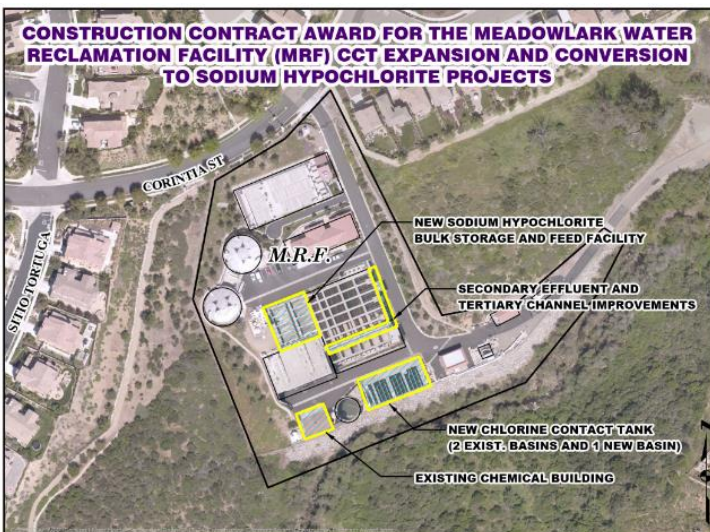 CONSTRUCTION CONTRACT AWARD FOR THE MEADOWLARK WATER
RECLAMATION FACILITY (MRF) CCT EXPANSION AND CONVERSION
TO SODIUM HYPOCHLORITE PROJECTS
CORINTIA ST
SITIO TORTUGA
M.R.F.
NEW SODIUM HYPOCHLORITE
BULK STORAGE AND FEED FACILITY
SECONDARY EFFLUENT AND
TERTIARY CHANNEL IMPROVEMENTS
NEW CHLORINE CONTACT TANK
(2 EXIST. BASINS AND 1 NEW BASIN)
EXISTING CHEMICAL BUILDING